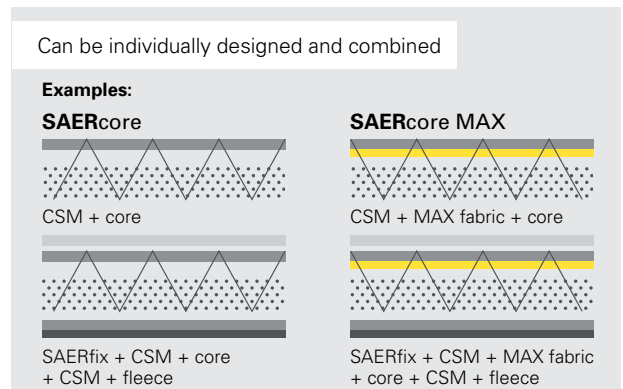 Can be individually designed and combined
Examples:
SAERcore
CSM + core
SAERfix + CSM + core
+ CSM + fleece
SAERcore MAX
CSM + MAX fabric + core
SAERfix + CSM + MAX fabric
+ core + CSM + fleece